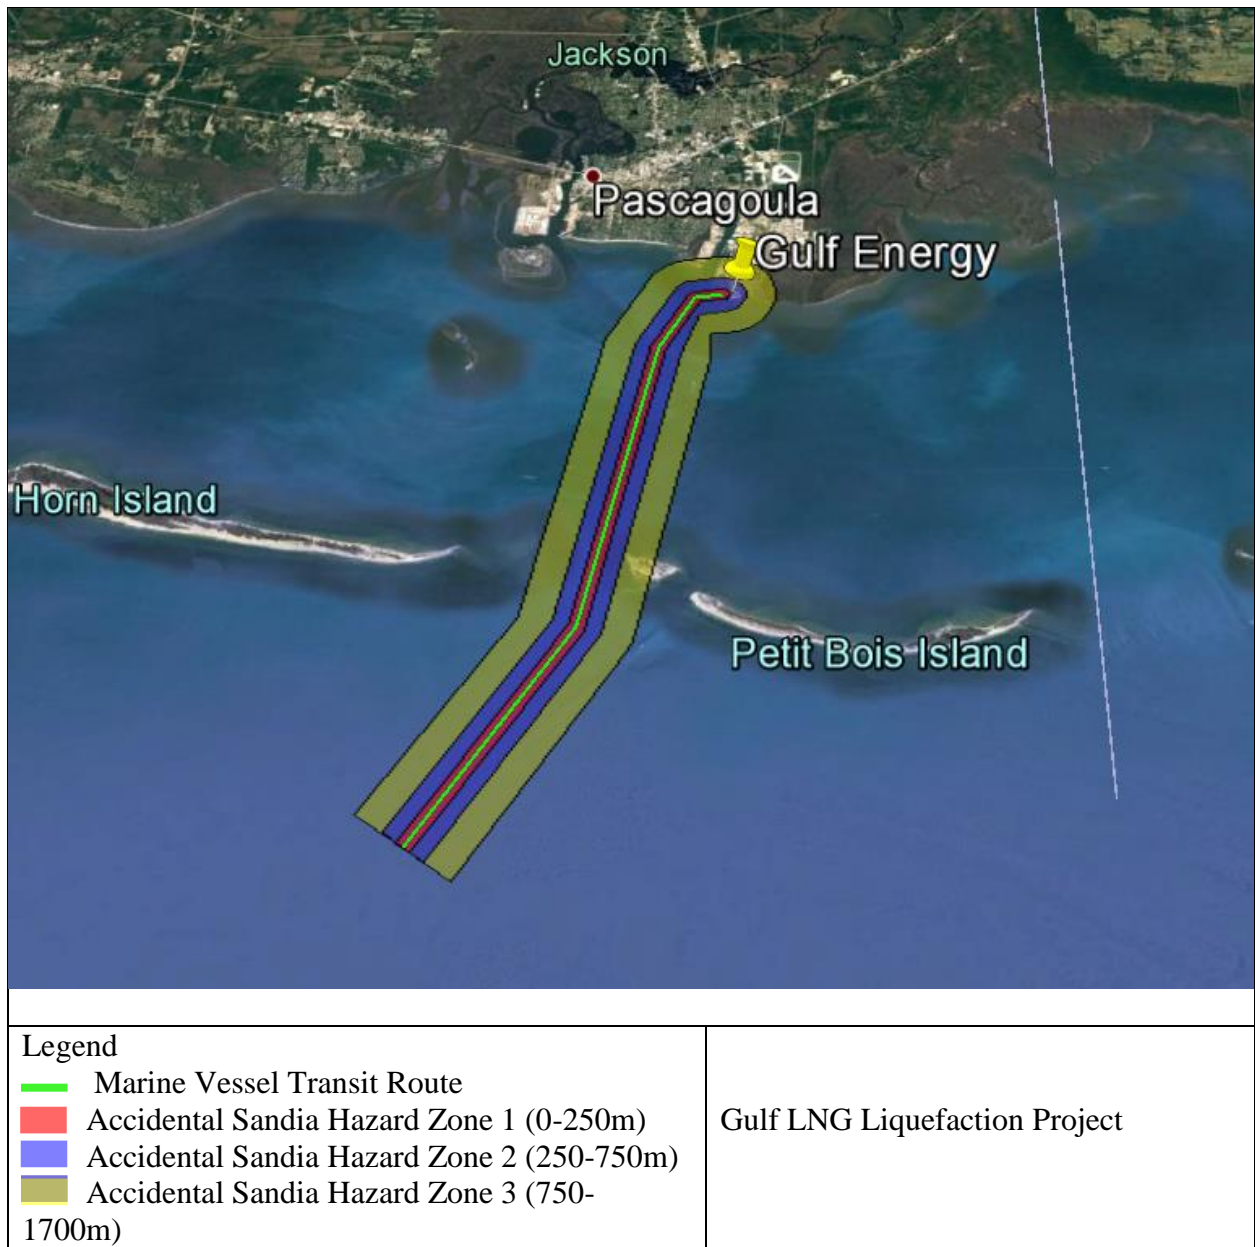 Jackson
Pascagoula
Gulf Energy
Horn Island
Petit Bois Island
Legend
Marine Vessel Transit Route
Accidental Sandia Hazard Zone 1 (0-250m)
Accidental Sandia Hazard Zone 2 (250-750m)
Accidental Sandia Hazard Zone 3 (750-
1700m)
Gulf LNG Liquefaction Project